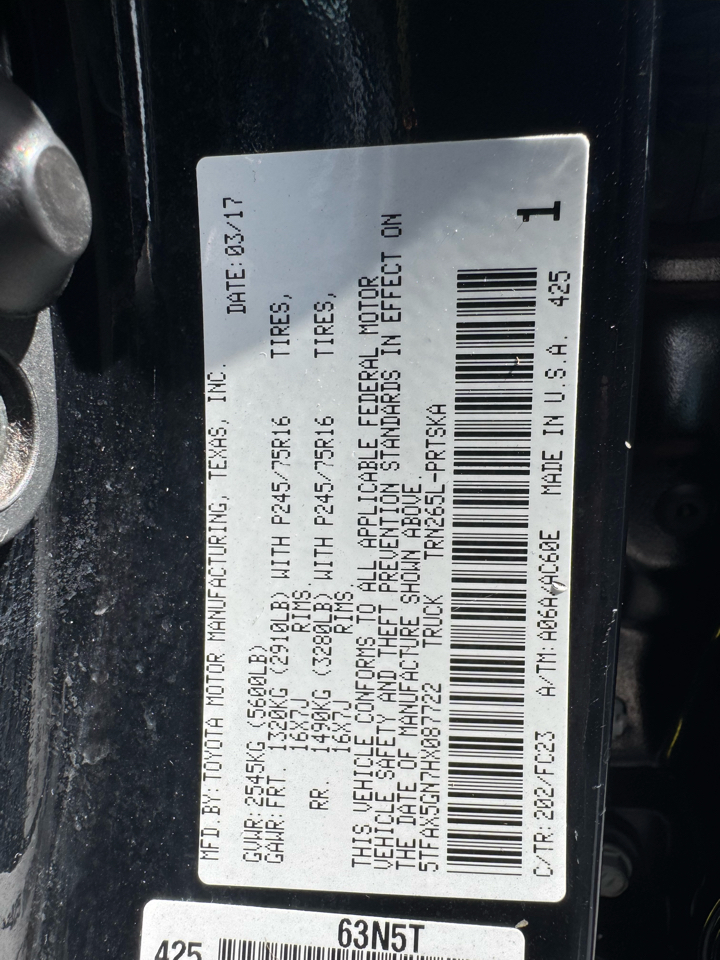 MFD.BY:TOYOTA MOTOR MANUFACTURING, TEXAS, INC.
DATE:03/17
GVWR:2545KG (5600LB)
GAWR:FRT. 1320KG (2910LB) WITH P245/75R16 TIRES,
16X7J RIMS
RR. 1490KG (3280LB) WITH P245/75R16 TIRES,
16X7J RIMS
THIS VEHICLE CONFORMS TO ALL APPLICABLE FEDERAL MOTOR
VEHICLE SAFETY AND THEFT PREVENTION STANDARDS IN EFFECT ON
THE DATE OF MANUFACTURE SHOWN ABOVE.
5TFAX5GN7HX087722 TRUCK TRN265L-PRTSKA
1
C/TR:202/FC23 A/TM:A06A/AC60E MADE IN U.S.A. 425
63N5T
425